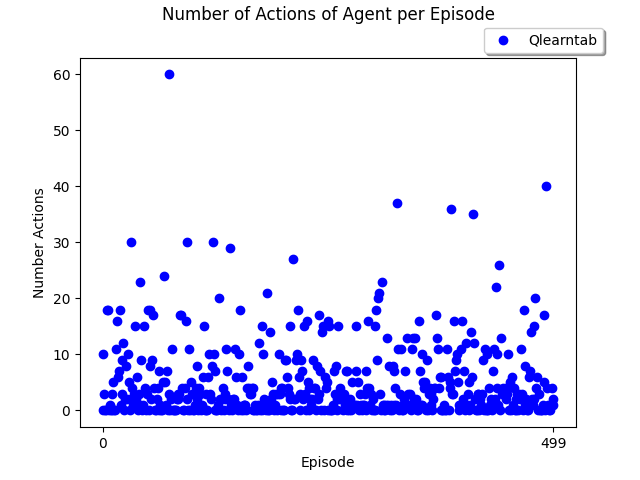 Number of Actions of Agent per Episode
Qlearntab
60
50
40
30
20
10
0
Number Actions
0
499
Episode